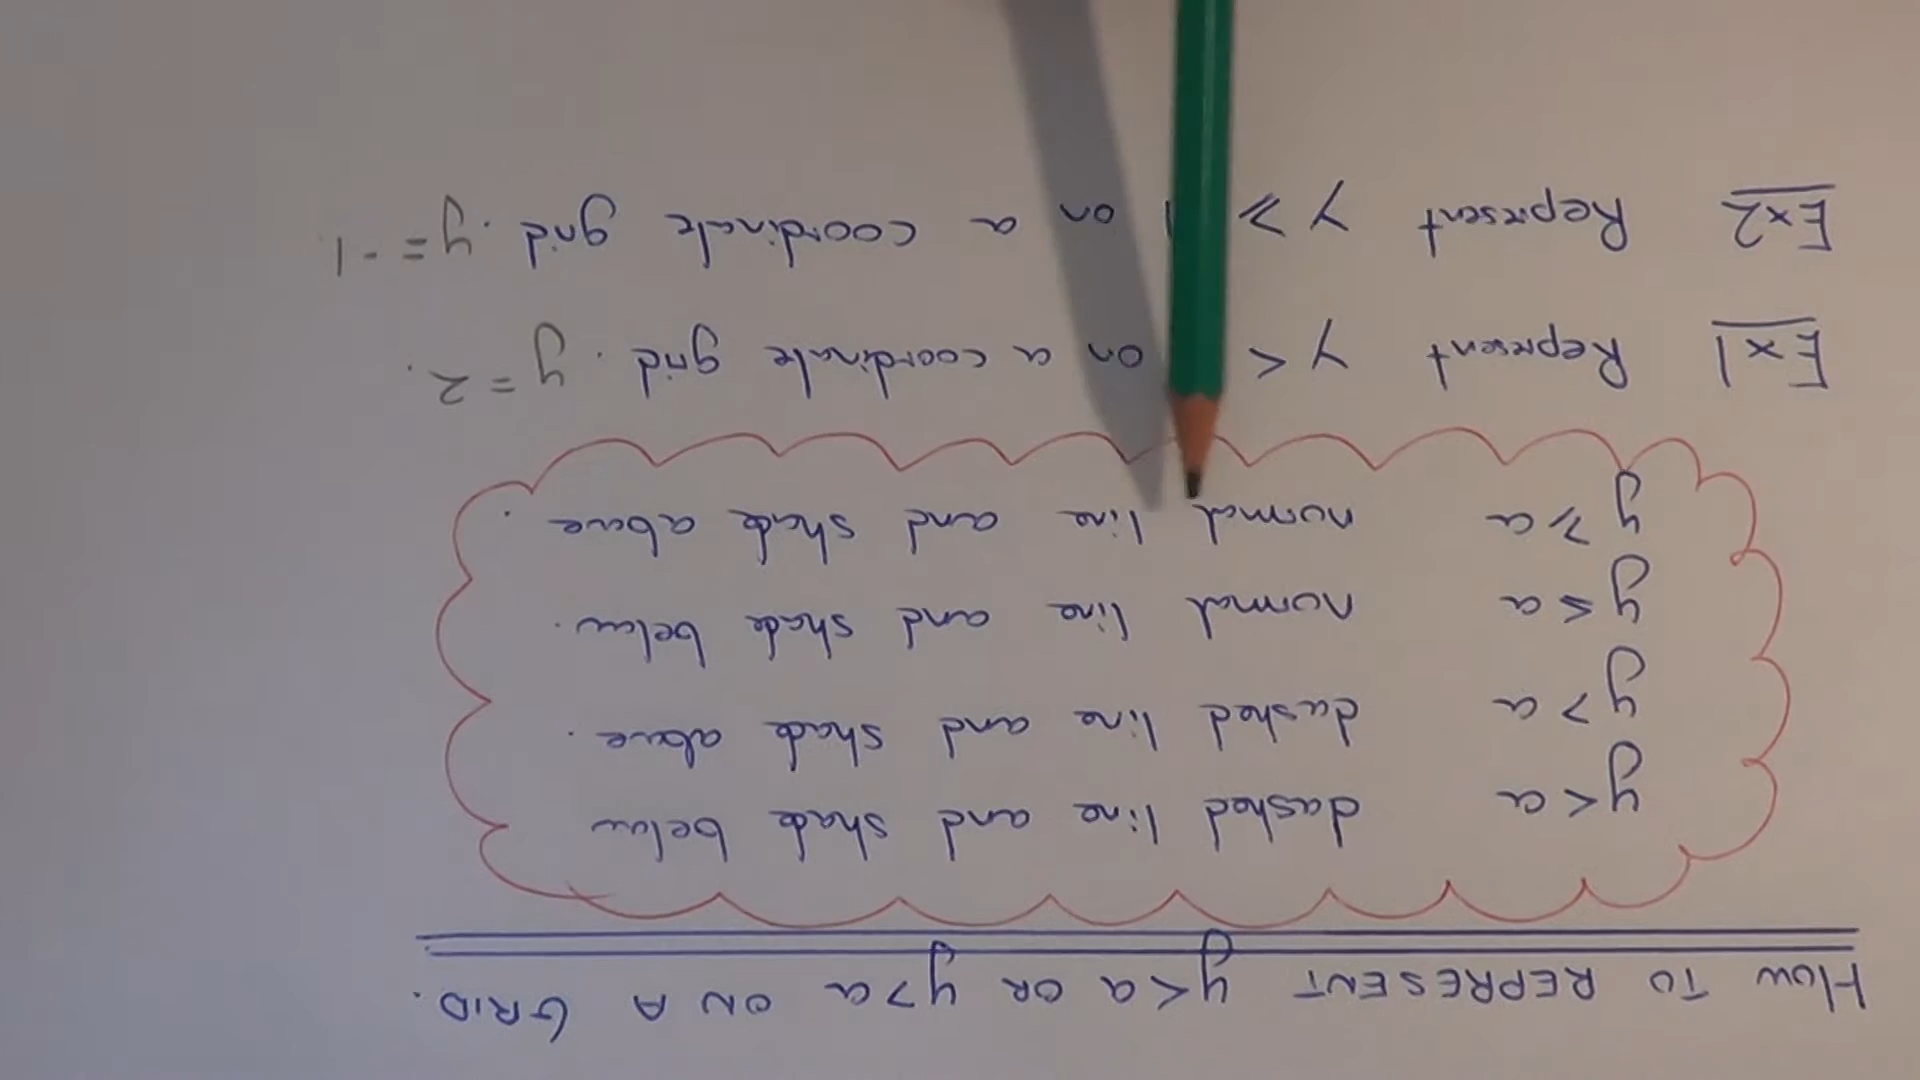 HOW TO REPRESENT y<a OR y>a ON A GRID.
y<a dashed line and shade below
y>a dashed line and shade above.
y≤a normal line and shade below.
y≥a normal line and shade above.
Ex1 Represent y < on a coordinate grid. y=2.
Ex2 Represent y ≥ on a coordinate grid. y=-1.